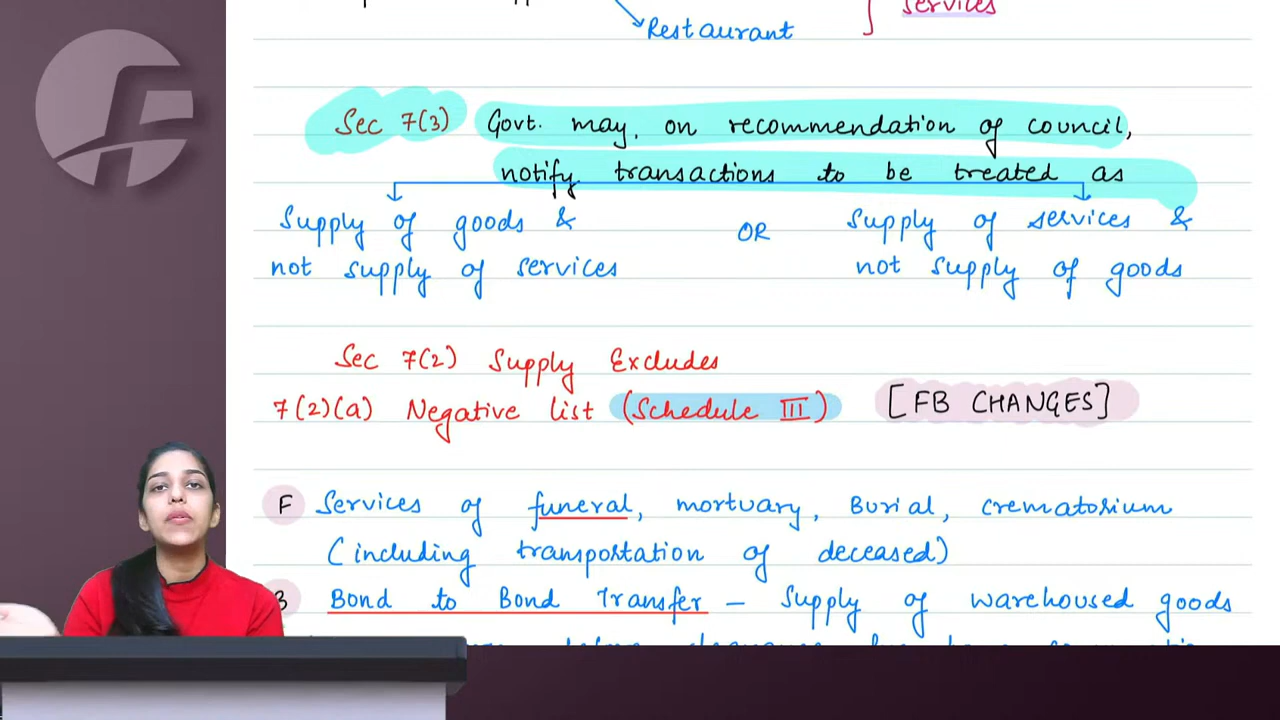 services
Restaurant
Sec 7(3) Govt. may, on recommendation of council,
notify transactions to be treated as
Supply of goods & OR Supply of services &
not supply of services not supply of goods
Sec 7(2) Supply Excludes
7(2)(a) Negative list (Schedule III) [FB CHANGES]
F Services of funeral, mortuary, Burial, crematorium
(including transportation of deceased)
B Bond to Bond Transfer – Supply of warehoused goods